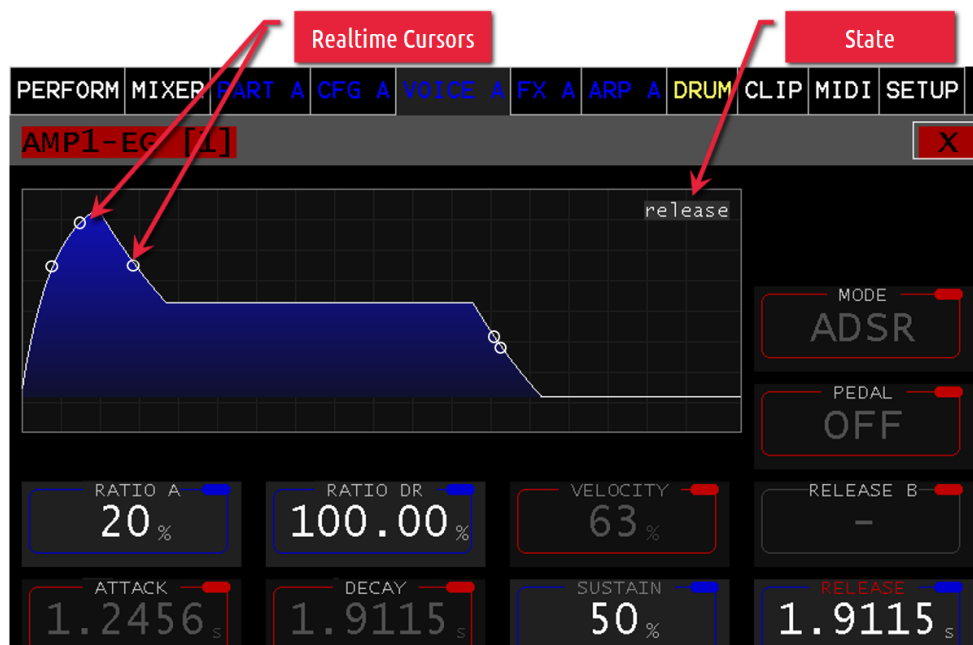 Realtime Cursors
State
PERFORM MIXER PART A CFG A VOICE A FX A ARP A DRUM CLIP MIDI SETUP
AMP1-EG [1]
X
release
MODE
ADSR
PEDAL
OFF
RATIO A
20 %
RATIO DR
100.00 %
VELOCITY
63 %
RELEASE B
-
ATTACK
1.2456 s
DECAY
1.9115 s
SUSTAIN
50 %
RELEASE
1.9115 s